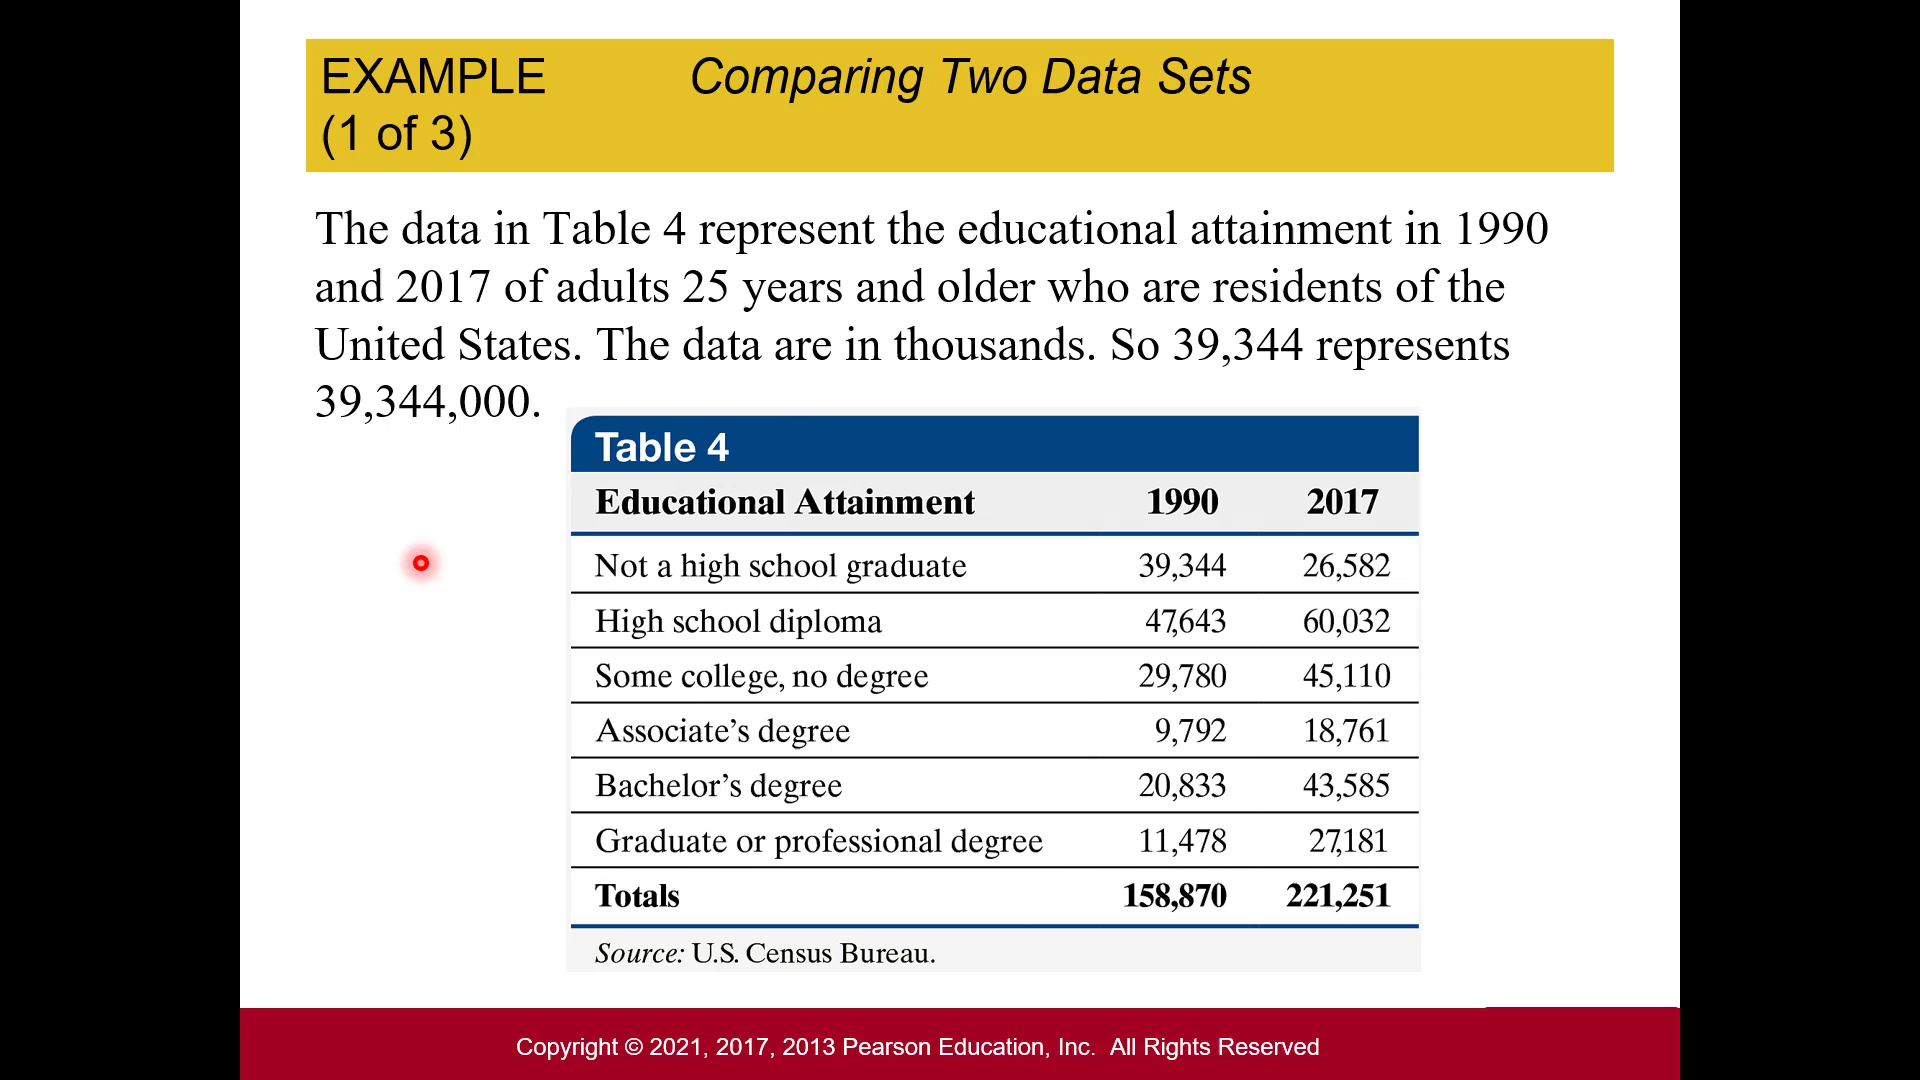 EXAMPLE Comparing Two Data Sets
(1 of 3)
The data in Table 4 represent the educational attainment in 1990
and 2017 of adults 25 years and older who are residents of the
United States. The data are in thousands. So 39,344 represents
39,344,000.
Table 4
Educational Attainment 1990 2017
Not a high school graduate 39,344 26,582
High school diploma 47,643 60,032
Some college, no degree 29,780 45,110
Associate’s degree 9,792 18,761
Bachelor’s degree 20,833 43,585
Graduate or professional degree 11,478 27,181
Totals 158,870 221,251
Source: U.S. Census Bureau.
Copyright © 2021, 2017, 2013 Pearson Education, Inc. All Rights Reserved